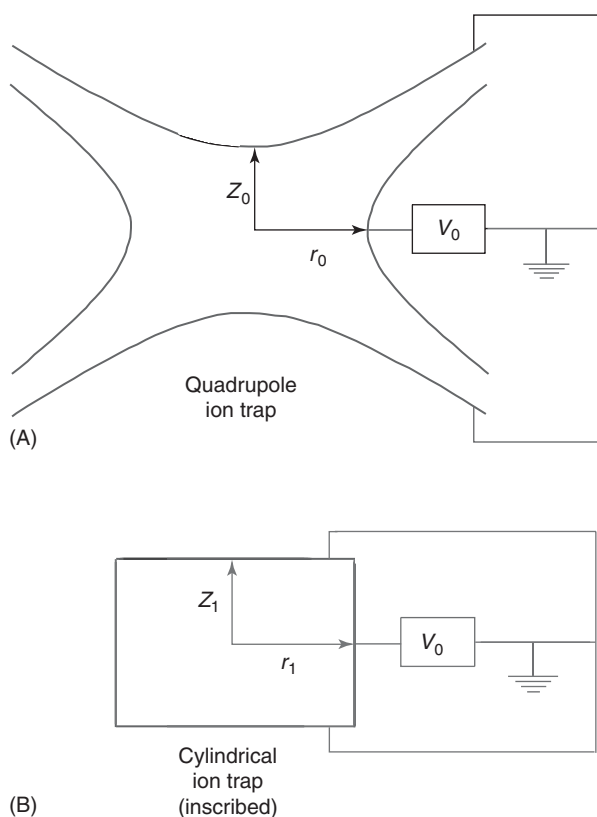 Z0
V0
r0
Quadrupole
ion trap
(A)
Z1
V0
r1
Cylindrical
ion trap
(inscribed)
(B)